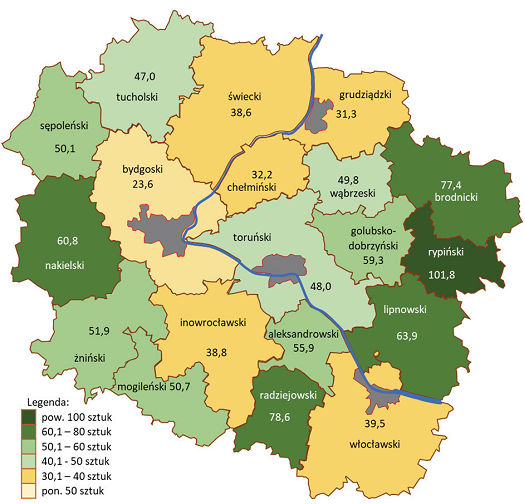 47,0
tucholski
świecki
38,6
grudziądzki
31,3
sępoleński
50,1
bydgoski
23,6
32,2
chełmiński
49,8
wąbrzeski
77,4
brodnicki
60,8
nakielski
toruński
48,0
golubsko-
dobrzyński
59,3
rypiński
101,8
lipnowski
63,9
51,9
żniński
inowrocławski
38,8
aleksandrowski
55,9
mogileński 50,7
radziejowski
78,6
39,5
włocławski
Legenda:
pow. 100 sztuk
60,1 – 80 sztuk
50,1 – 60 sztuk
40,1 - 50 sztuk
30,1 – 40 sztuk
pon. 50 sztuk